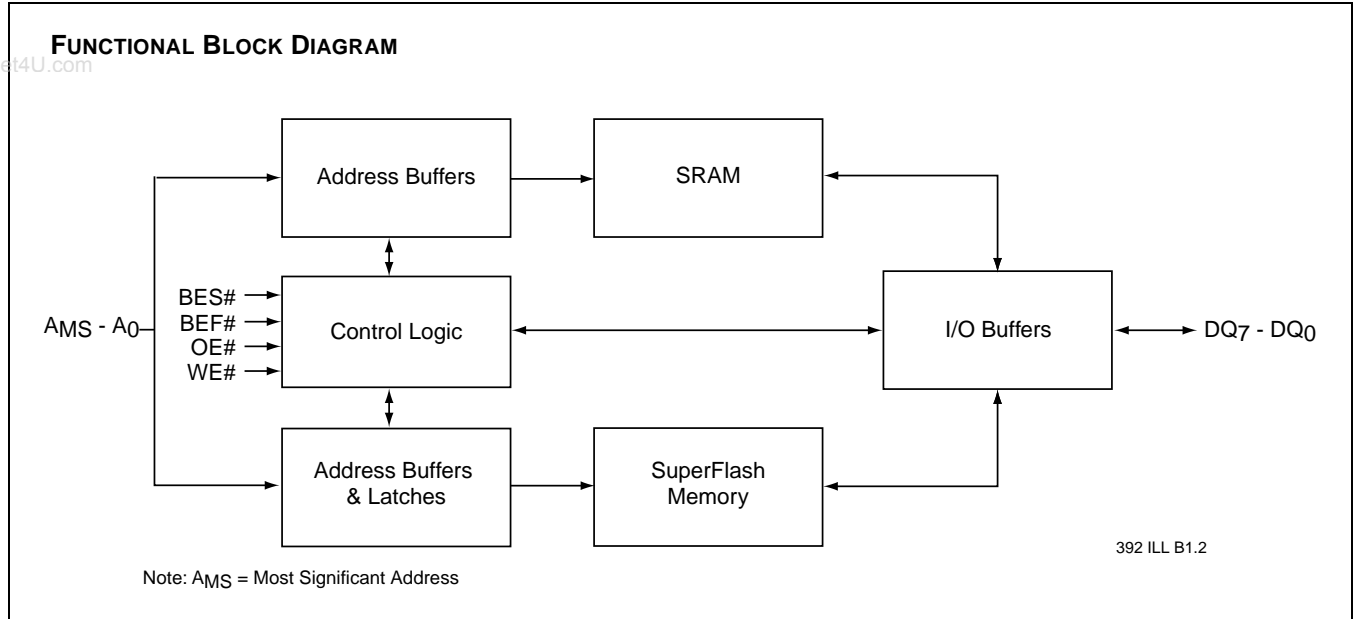 FUNCTIONAL BLOCK DIAGRAM
et4U.com
Address Buffers
SRAM
BES#
BEF#
OE#
WE#
AMS - A0
Control Logic
I/O Buffers
DQ7 - DQ0
Address Buffers
& Latches
SuperFlash
Memory
392 ILL B1.2
Note: AMS = Most Significant Address